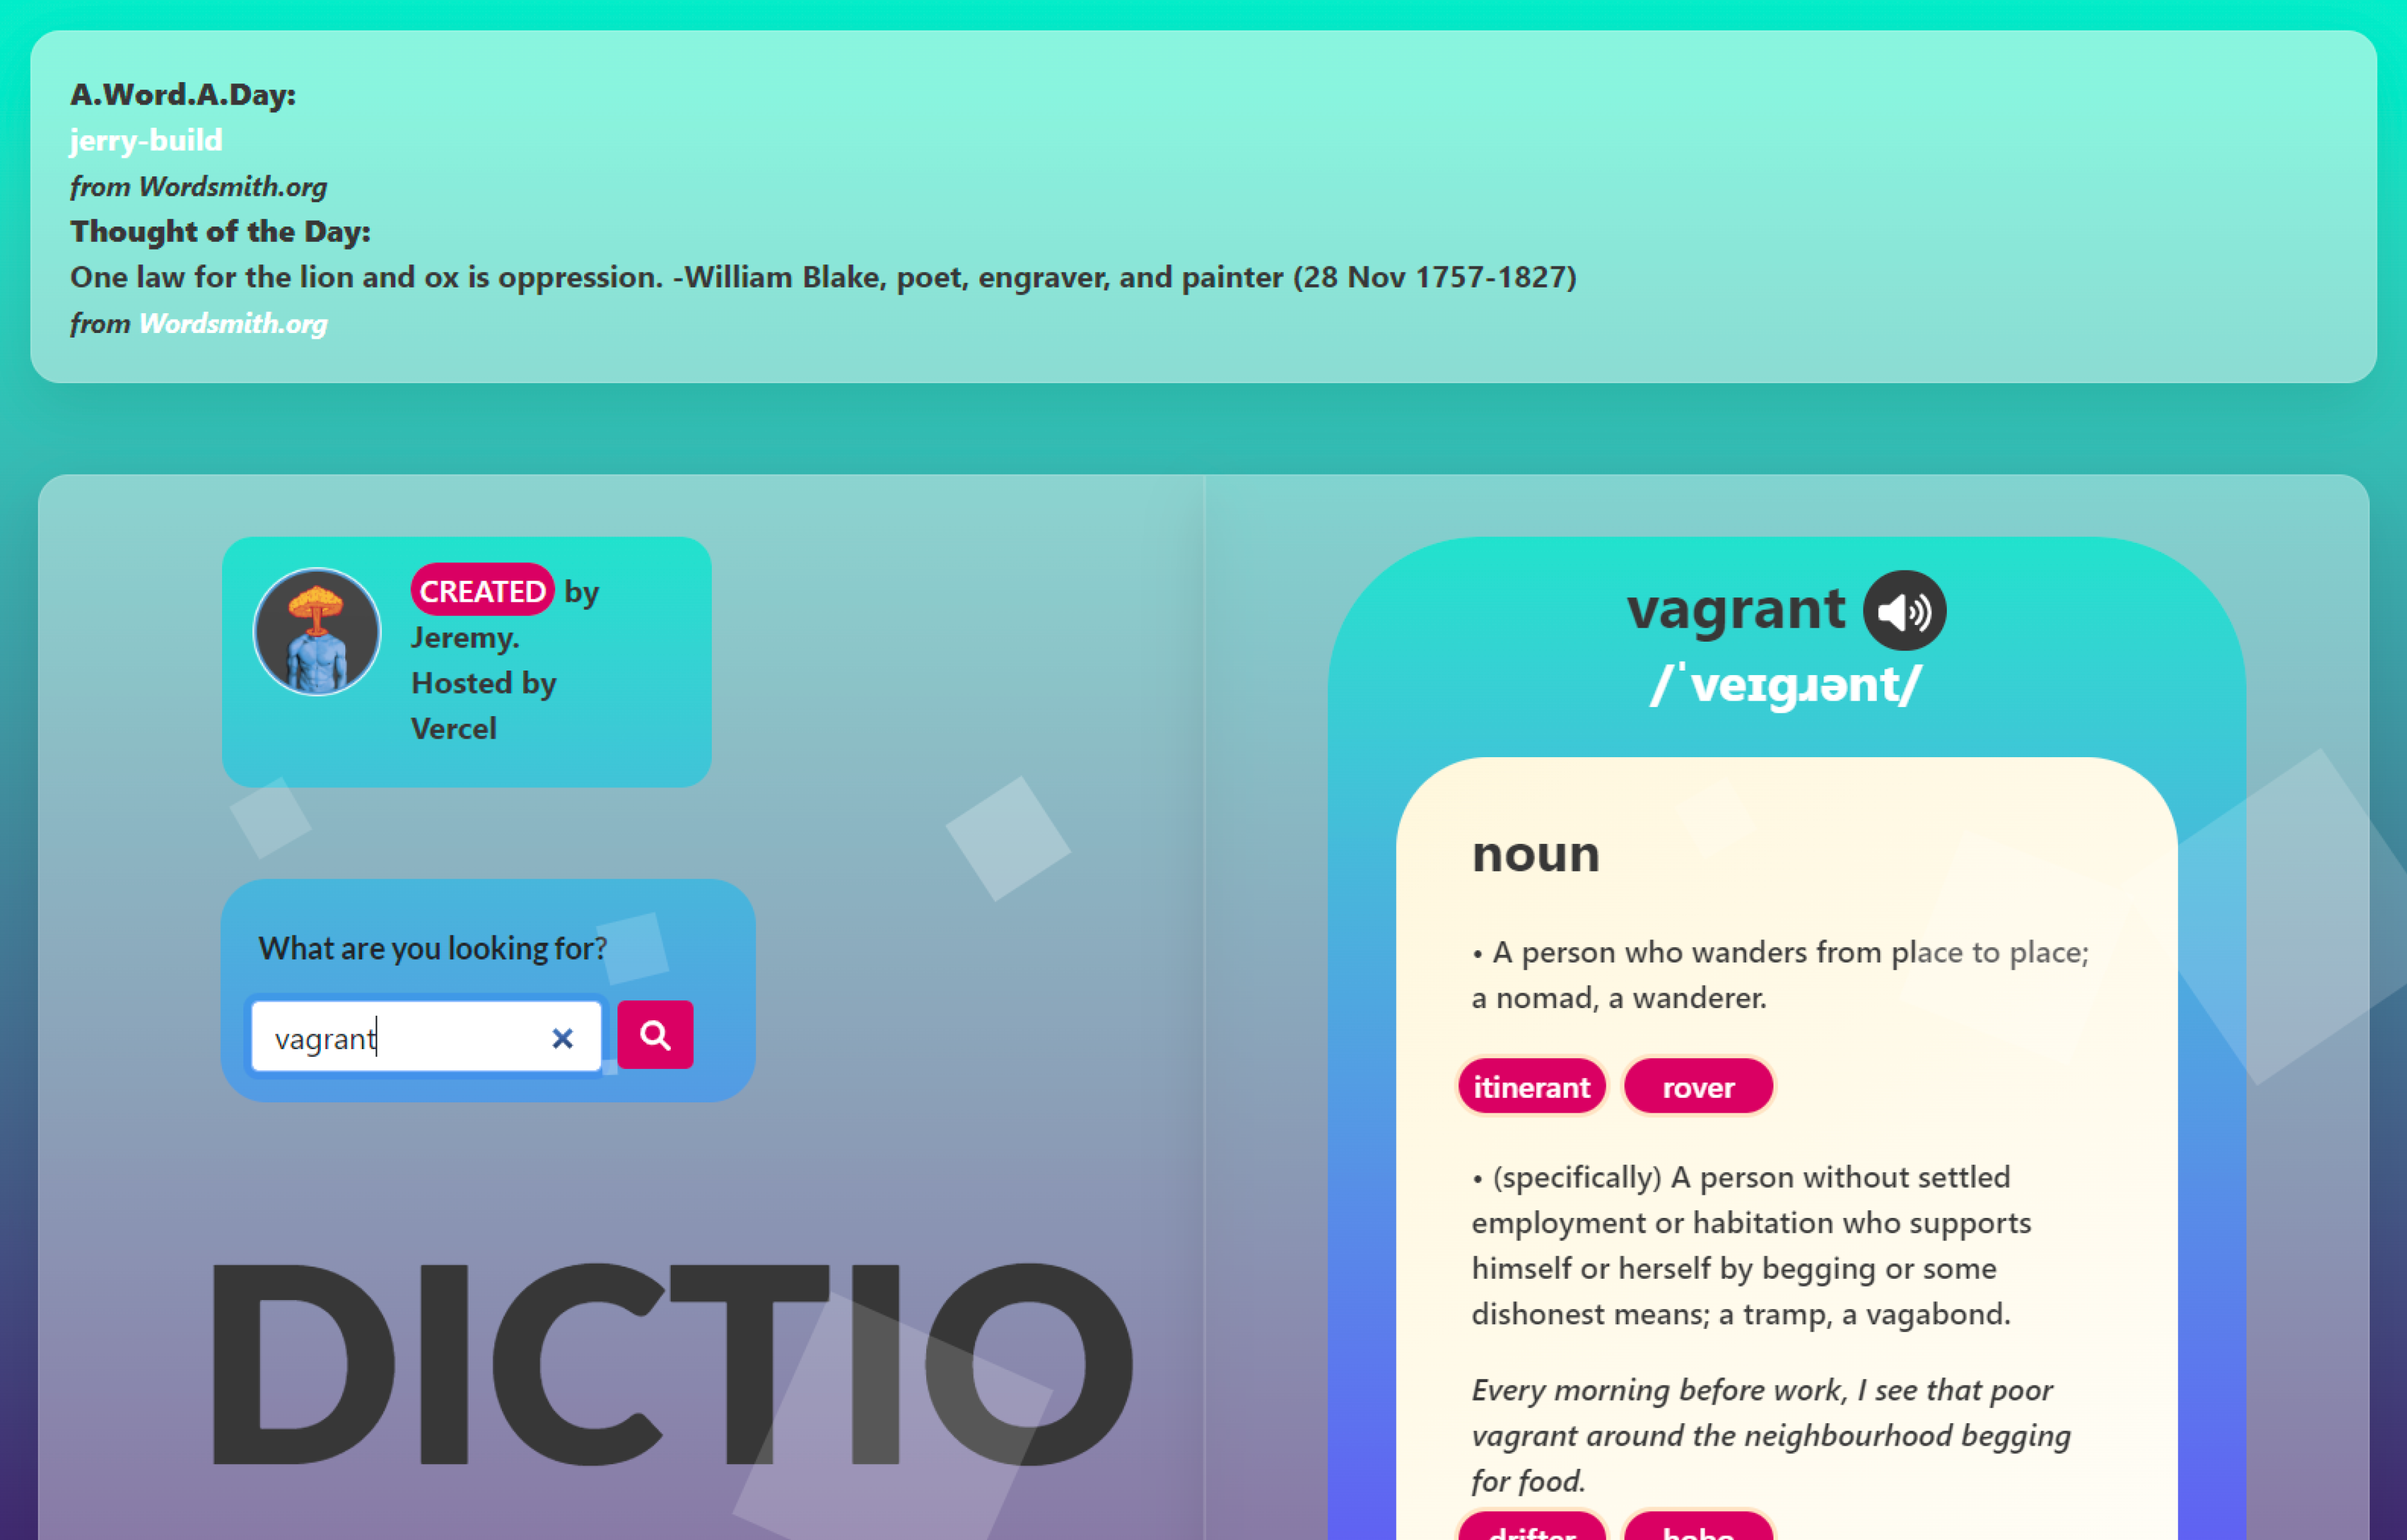 A.Word.A.Day:
jerry-build
from Wordsmith.org
Thought of the Day:
One law for the lion and ox is oppression. -William Blake, poet, engraver, and painter (28 Nov 1757-1827)
from Wordsmith.org
CREATED by
Jeremy.
Hosted by
Vercel
What are you looking for?
vagrant
DICTIO
vagrant
/ˈveɪɡɹənt/
noun
• A person who wanders from place to place;
a nomad, a wanderer.
itinerant rover
• (specifically) A person without settled
employment or habitation who supports
himself or herself by begging or some
dishonest means; a tramp, a vagabond.
Every morning before work, I see that poor
vagrant around the neighbourhood begging
for food.
drifter hobo